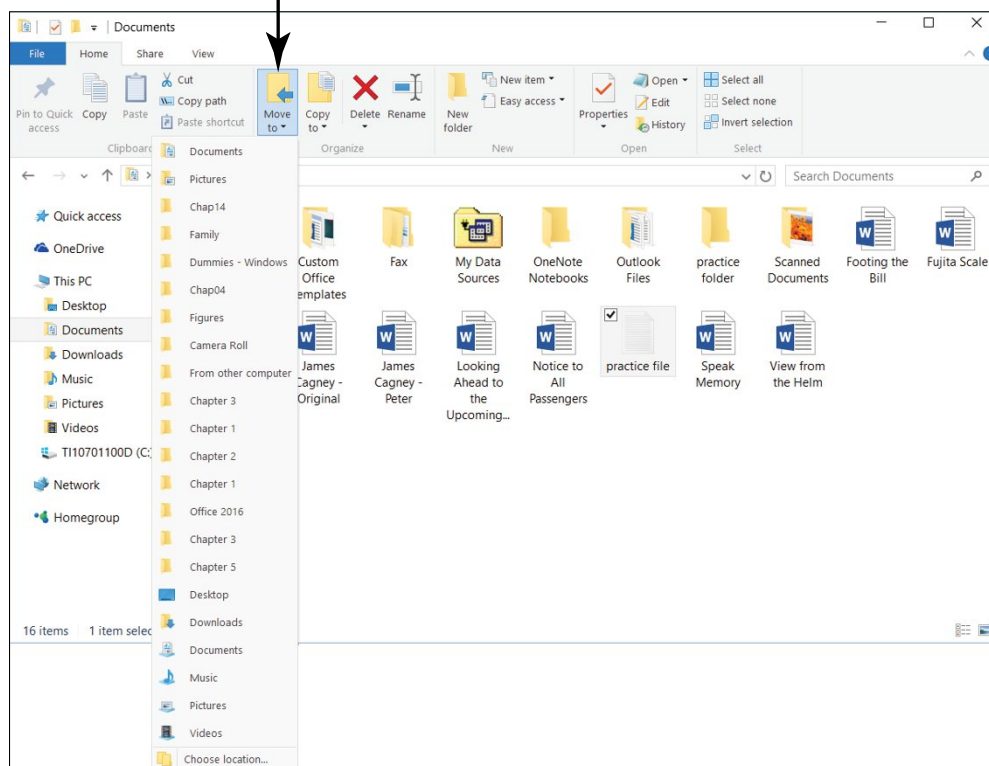 Documents
File Home Share View
Pin to Quick access
Copy
Paste
Cut
Copy path
Paste shortcut
Move to
Copy to
Delete
Rename
New folder
New item
Easy access
Properties
Open
Edit
History
Select all
Select none
Invert selection
Clipboard Organize New Open Select
Search Documents
Quick access
OneDrive
This PC
Desktop
Documents
Downloads
Music
Pictures
Videos
TI10701100D (C:)
Network
Homegroup
Documents
Pictures
Chap14
Family
Dummies - Windows
Chap04
Figures
Camera Roll
From other computer
Chapter 3
Chapter 1
Chapter 2
Chapter 1
Office 2016
Chapter 3
Chapter 5
Desktop
Downloads
Documents
Music
Pictures
Videos
Choose location...
Custom
Office
emplates
Fax
My Data
Sources
OneNote
Notebooks
Outlook
Files
practice
folder
Scanned
Documents
Footing the
Bill
Fujita Scale
James
Cagney -
Original
James
Cagney -
Peter
Looking
Ahead to
the
Upcoming...
Notice to
All
Passengers
practice file
Speak
Memory
View from
the Helm
16 items 1 item selec